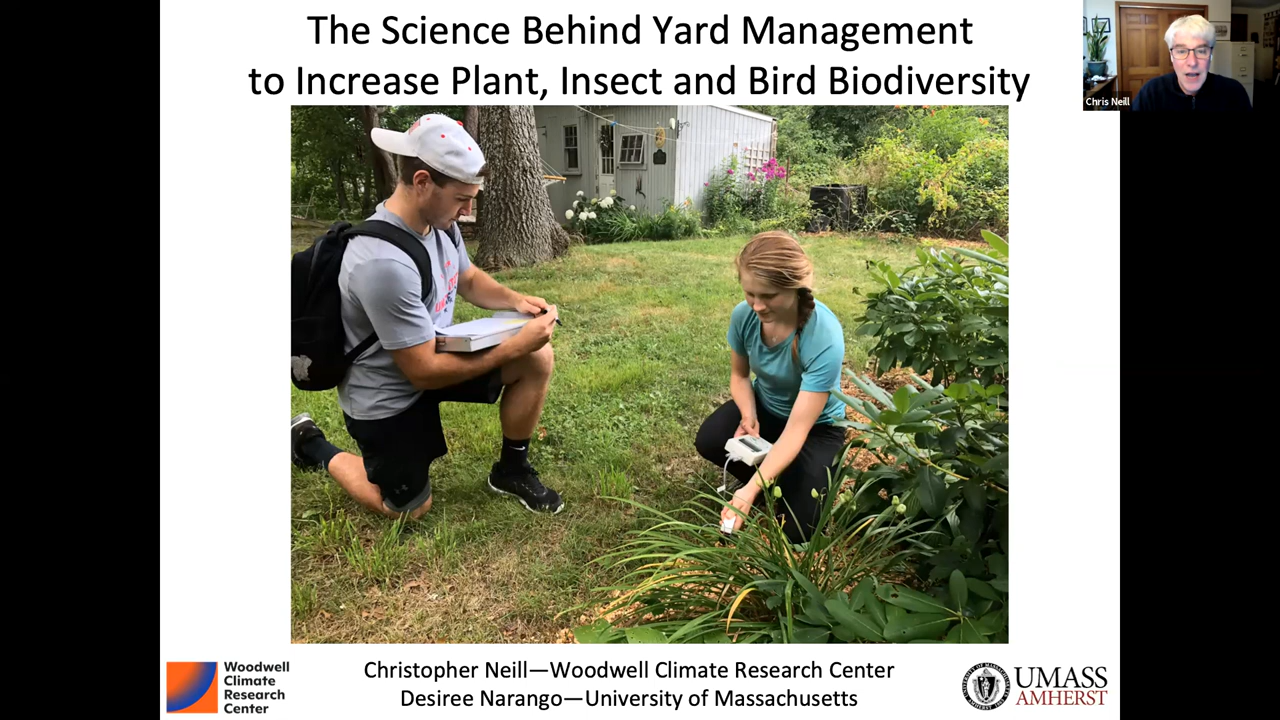 The Science Behind Yard Management
to Increase Plant, Insect and Bird Biodiversity
Chris Neill
Woodwell
Climate
Research
Center
Christopher Neill—Woodwell Climate Research Center
Desiree Narango—University of Massachusetts
UMASS
AMHERST